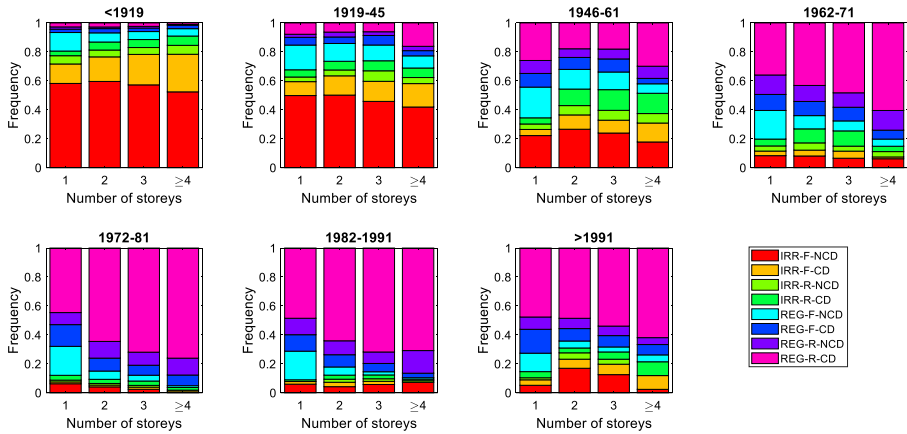 <1919
1919-45
1946-61
1962-71
Frequency
1
0.8
0.6
0.4
0.2
0
1 2 3 ≥4
Number of storeys
Frequency
1
0.8
0.6
0.4
0.2
0
1 2 3 ≥4
Number of storeys
Frequency
1
0.8
0.6
0.4
0.2
0
1 2 3 ≥4
Number of storeys
Frequency
1
0.8
0.6
0.4
0.2
0
1 2 3 ≥4
Number of storeys
1972-81
1982-1991
>1991
Frequency
1
0.8
0.6
0.4
0.2
0
1 2 3 ≥4
Number of storeys
Frequency
1
0.8
0.6
0.4
0.2
0
1 2 3 ≥4
Number of storeys
Frequency
1
0.8
0.6
0.4
0.2
0
1 2 3 ≥4
Number of storeys
IRR-F-NCD
IRR-F-CD
IRR-R-NCD
IRR-R-CD
REG-F-NCD
REG-F-CD
REG-R-NCD
REG-R-CD